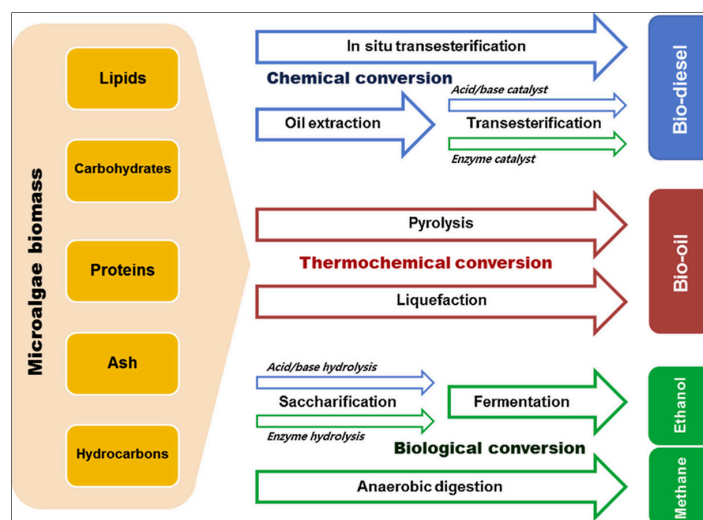 Microalgae biomass
Lipids
Carbohydrates
Proteins
Ash
Hydrocarbons
In situ transesterification
Chemical conversion
Oil extraction
Acid/base catalyst
Transesterification
Enzyme catalyst
Bio-diesel
Pyrolysis
Thermochemical conversion
Liquefaction
Bio-oil
Acid/base hydrolysis
Saccharification
Enzyme hydrolysis
Fermentation
Ethanol
Biological conversion
Anaerobic digestion
Methane